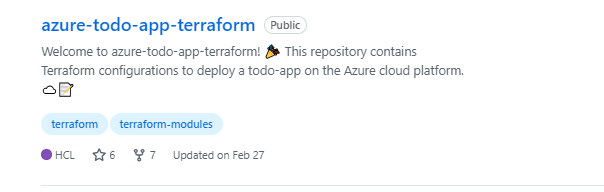 azure-todo-app-terraform Public
Welcome to azure-todo-app-terraform! 🎉 This repository contains
Terraform configurations to deploy a todo-app on the Azure cloud platform.
☁📝
terraform terraform-modules
HCL 6 7 Updated on Feb 27